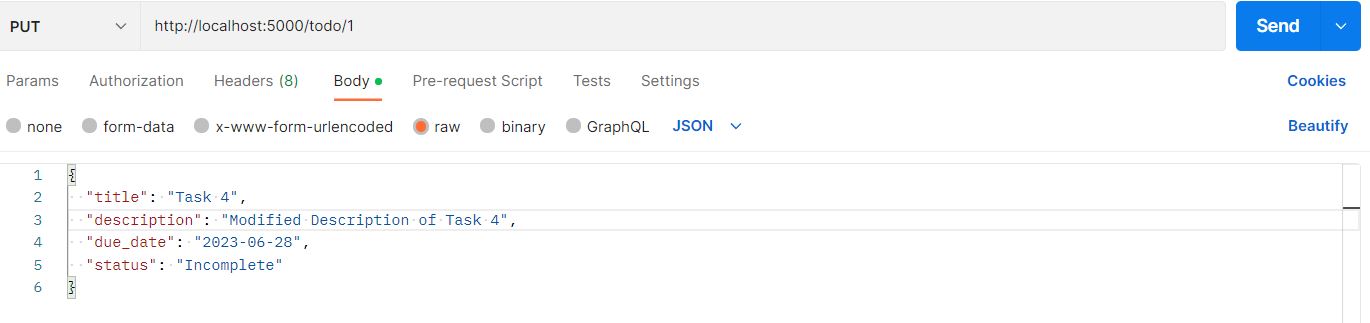 PUT http://localhost:5000/todo/1 Send
Params Authorization Headers (8) Body Pre-request Script Tests Settings Cookies
none form-data x-www-form-urlencoded raw binary GraphQL JSON Beautify
1 {
2 "title": "Task 4",
3 "description": "Modified Description of Task 4",
4 "due_date": "2023-06-28",
5 "status": "Incomplete"
6 }